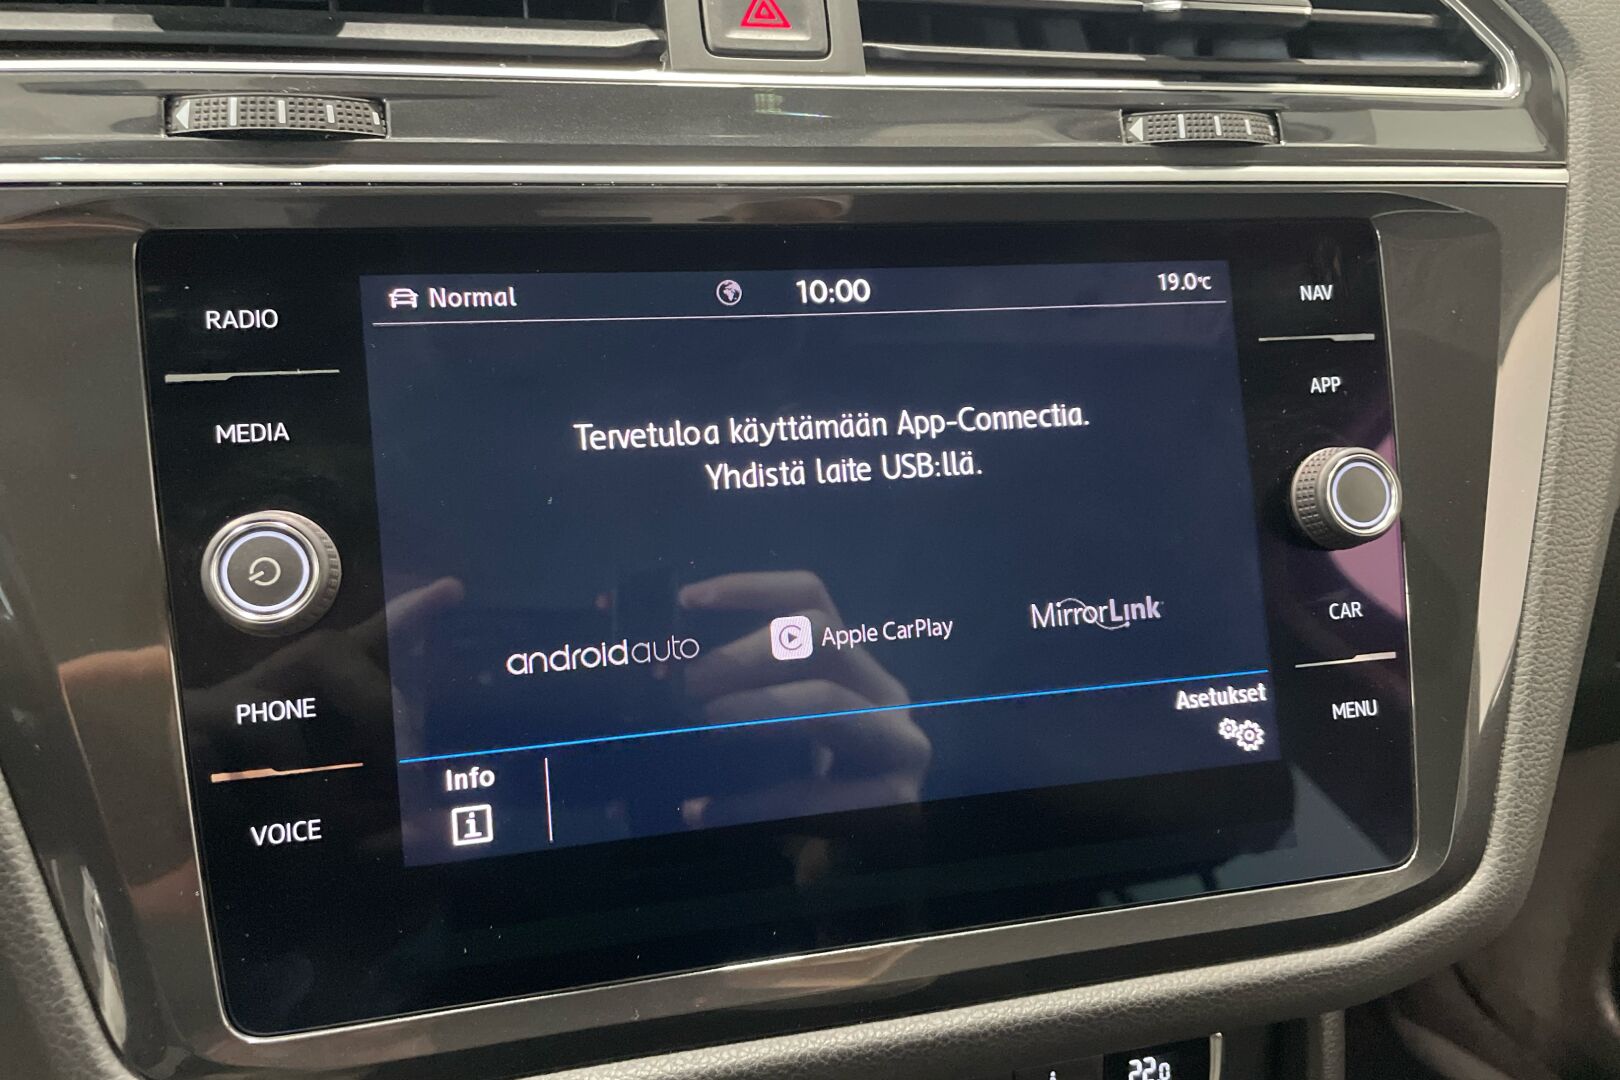 RADIO
MEDIA
PHONE
VOICE
Normal
10:00
19.0°C
Tervetuloa käyttämään App-Connectia.
Yhdistä laite USB:llä.
androidauto
Apple CarPlay
MirrorLink
Asetukset
Info
i
NAV
APP
CAR
MENU
22.0